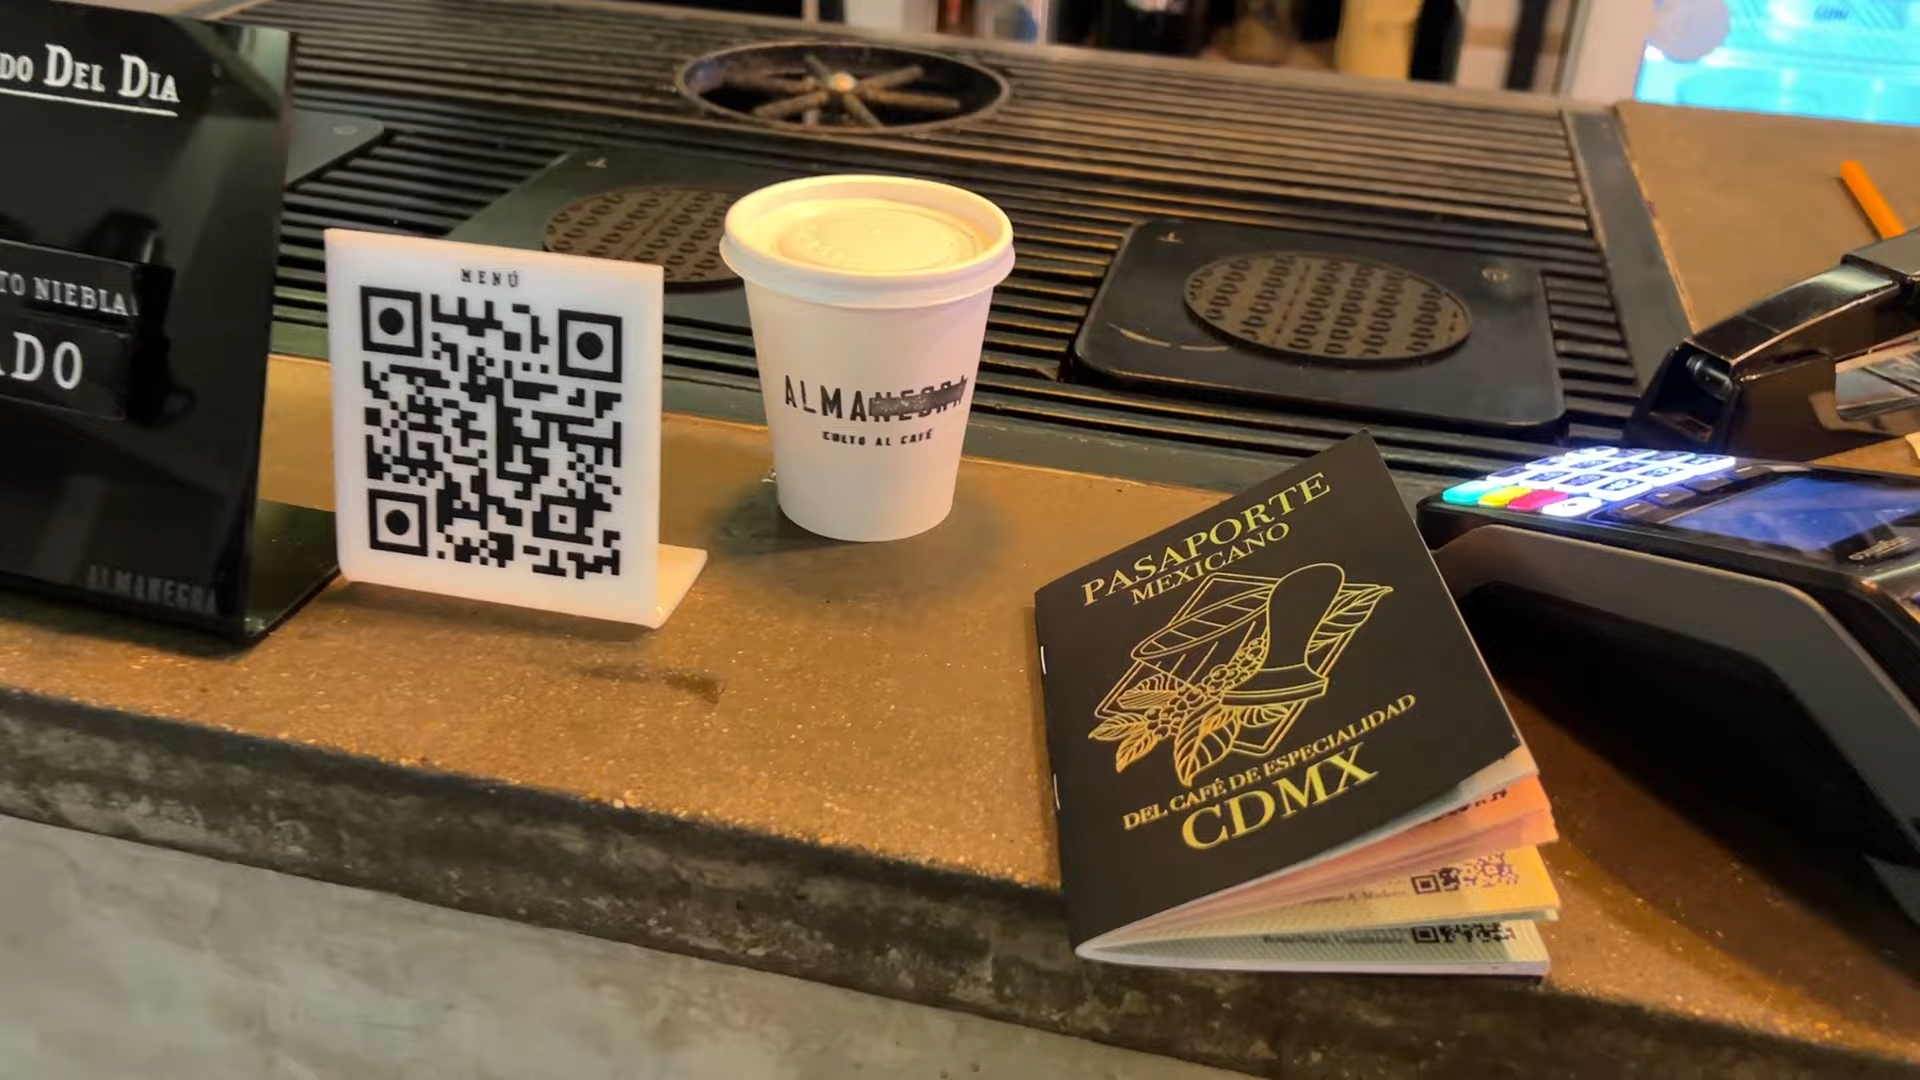 DO DEL DIA
TO NIEBLA
ADO
ALMANEGRA
MENÚ
ALMANEGRA
CULTO AL CAFÉ
PASAPORTE
MEXICANO
DEL CAFÉ DE ESPECIALIDAD
CDMX